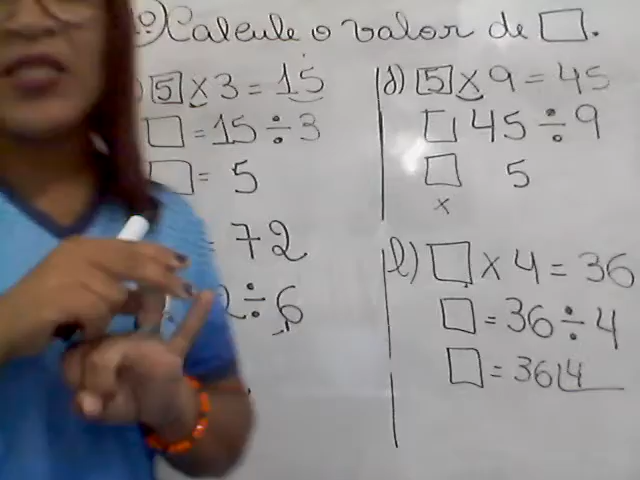 º) Calcule o valor de □.
) 5 × 3 = 15
□ = 15 ÷ 3
□ = 5
= 72
2 ÷ 6
d) 5 × 9 = 45
□ 45 ÷ 9
□ 5
x
l) □ × 4 = 36
□ = 36 ÷ 4
□ = 36 4